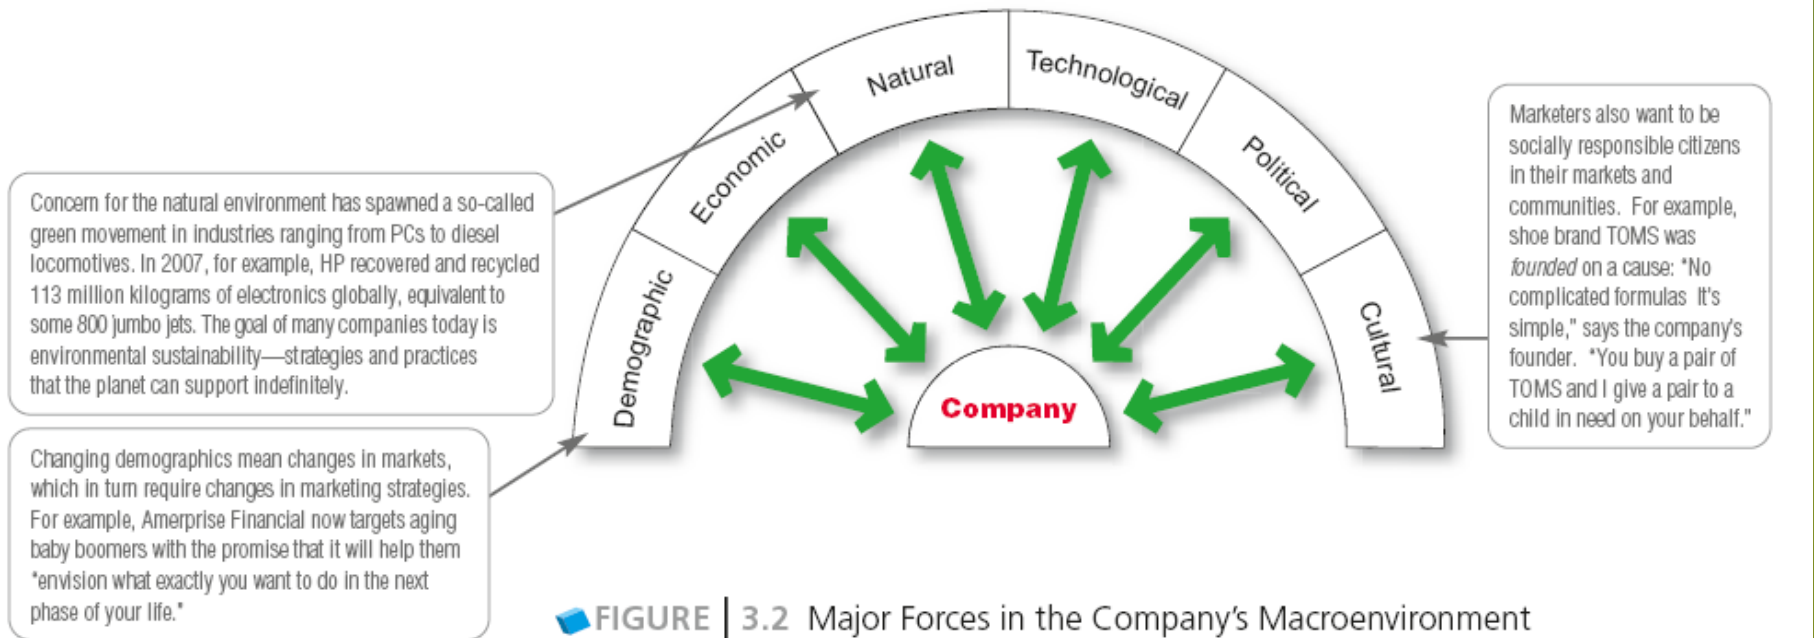 Natural
Technological
Economic
Political
Demographic
Cultural
Company
Concern for the natural environment has spawned a so-called
green movement in industries ranging from PCs to diesel
locomotives. In 2007, for example, HP recovered and recycled
113 million kilograms of electronics globally, equivalent to
some 800 jumbo jets. The goal of many companies today is
environmental sustainability—strategies and practices
that the planet can support indefinitely.
Changing demographics mean changes in markets,
which in turn require changes in marketing strategies.
For example, Amerprise Financial now targets aging
baby boomers with the promise that it will help them
"envision what exactly you want to do in the next
phase of your life."
Marketers also want to be
socially responsible citizens
in their markets and
communities. For example,
shoe brand TOMS was
founded on a cause: "No
complicated formulas It's
simple," says the company's
founder. "You buy a pair of
TOMS and I give a pair to a
child in need on your behalf."
FIGURE | 3.2 Major Forces in the Company's Macroenvironment